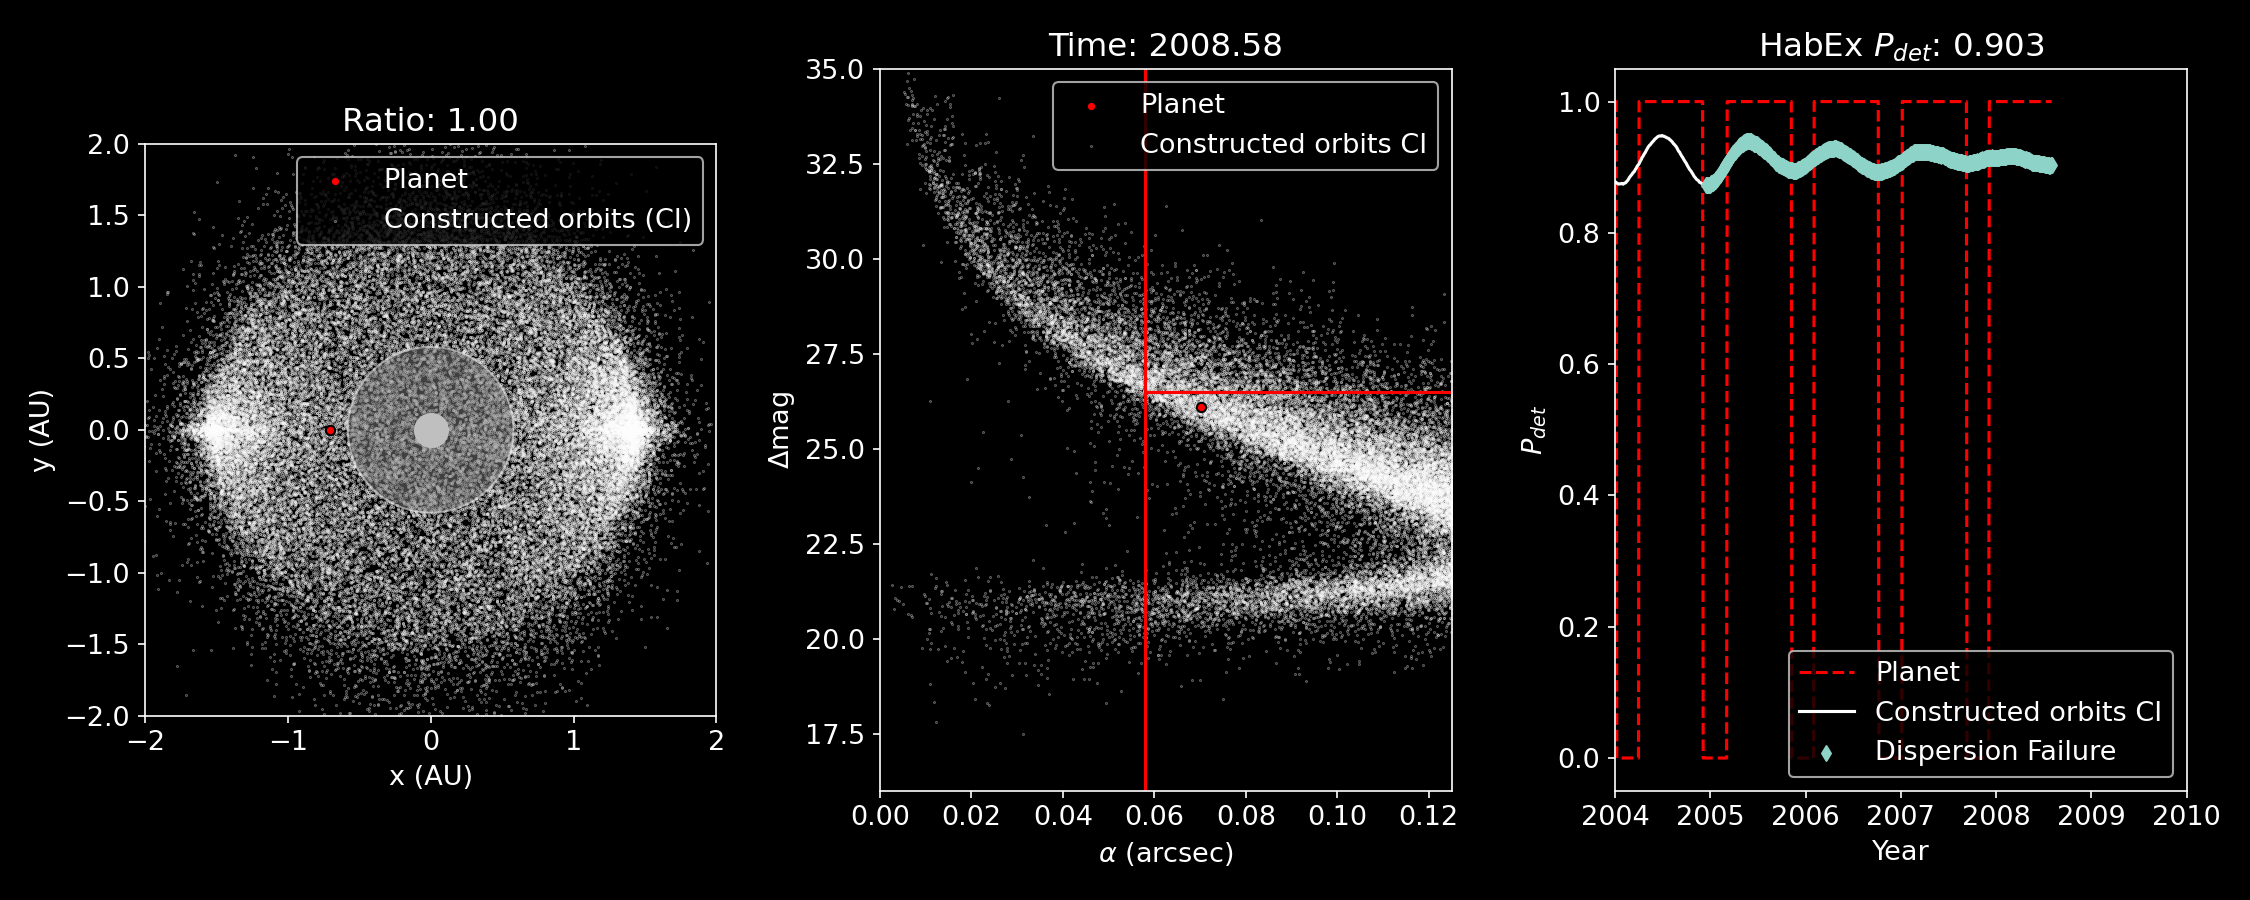 Ratio: 1.00
Planet
Constructed orbits (CI)
2.0
1.5
1.0
0.5
0.0
−0.5
−1.0
−1.5
−2.0
−2
−1
0
1
2
x (AU)
y (AU)
Time: 2008.58
Planet
Constructed orbits CI
35.0
32.5
30.0
27.5
25.0
22.5
20.0
17.5
0.00
0.02
0.04
0.06
0.08
0.10
0.12
α (arcsec)
Δmag
HabEx P_det: 0.903
1.0
0.8
0.6
0.4
0.2
0.0
P_det
Planet
Constructed orbits CI
Dispersion Failure
2004
2005
2006
2007
2008
2009
2010
Year